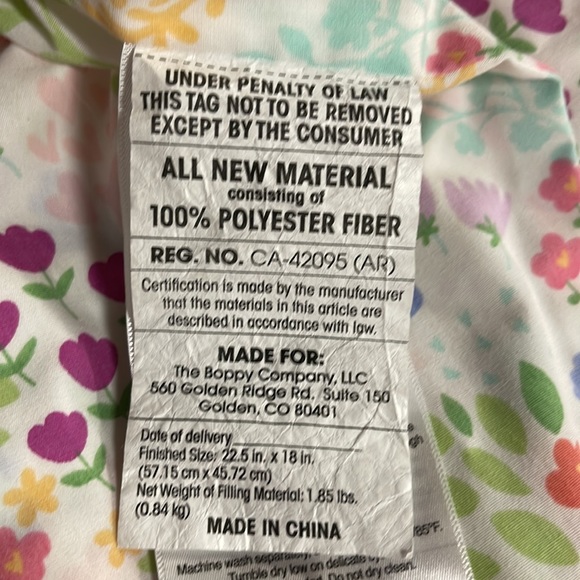 UNDER PENALTY OF LAW
THIS TAG NOT TO BE REMOVED
EXCEPT BY THE CONSUMER
ALL NEW MATERIAL
consisting of
100% POLYESTER FIBER
REG. NO. CA-42095 (AR)
Certification is made by the manufacturer
that the materials in this article are
described in accordance with law.
MADE FOR:
The Boppy Company, LLC
560 Golden Ridge Rd. Suite 150
Golden, CO 80401
Date of delivery
Finished Size: 22.5 in. x 18 in.
(57.15 cm x 45.72 cm)
Net Weight of Filling Material: 1.85 lbs.
(0.84 kg)
MADE IN CHINA
85°F.
Machine wash separately.
Tumble dry low on delicate
Do not dry clean.